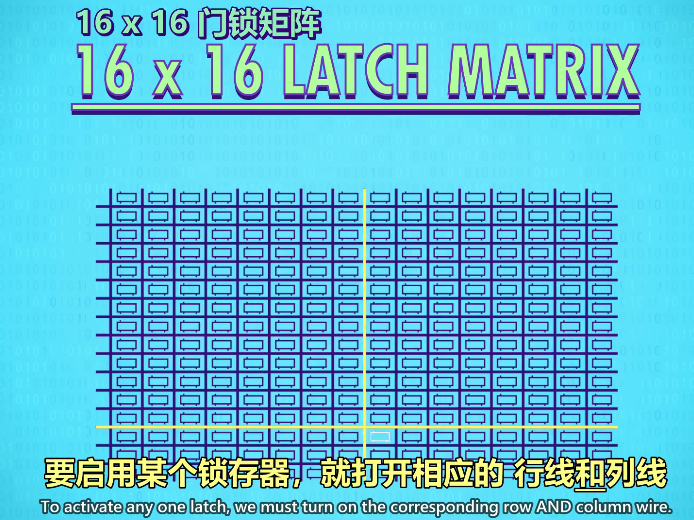 16 x 16 门锁矩阵
16 x 16 LATCH MATRIX
要启用某个锁存器，就打开相应的 行线和列线
To activate any one latch, we must turn on the corresponding row AND column wire.